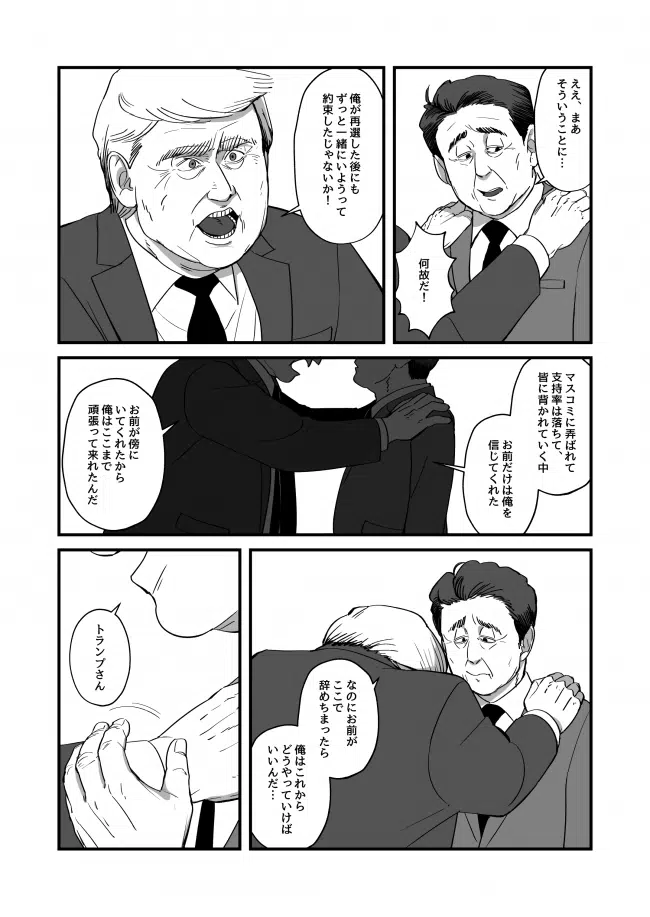 ええ、まあ
そういうことに…
何故だ！
俺が再選した後にも
ずっと一緒にいようって
約束したじゃないか！
マスコミに弄ばれて
支持率は落ちて、
皆に背かれていく中
お前だけは俺を
信じてくれた
お前が傍に
いてくれたから
俺はここまで
頑張って来れたんだ
なのにお前が
ここで
辞めちまったら
俺はこれから
どうやっていけば
いいんだ…
トランプさん